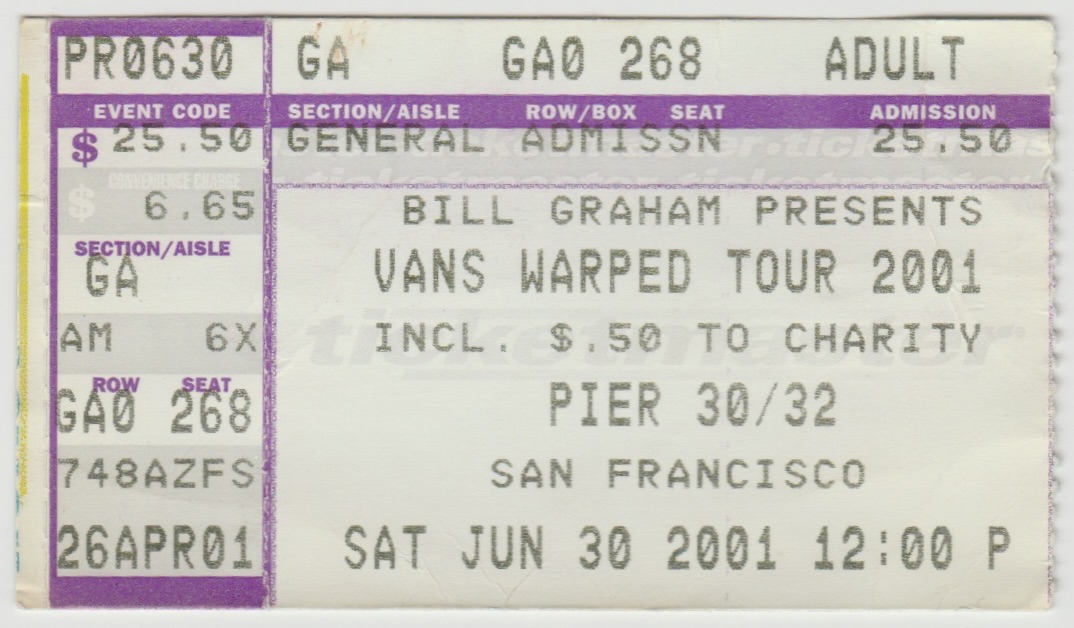 PR0630 GA GA0 268 ADULT
EVENT CODE SECTION/AISLE ROW/BOX SEAT ADMISSION
$ 25.50 GENERAL ADMISSN 25.50
CONVENIENCE CHARGE
$ 6.65
BILL GRAHAM PRESENTS
SECTION/AISLE
GA
VANS WARPED TOUR 2001
AM 6X
INCL. $.50 TO CHARITY
ticketmaster
ROW SEAT
GA0 268
PIER 30/32
748AZFS
SAN FRANCISCO
26APR01
SAT JUN 30 2001 12:00 P